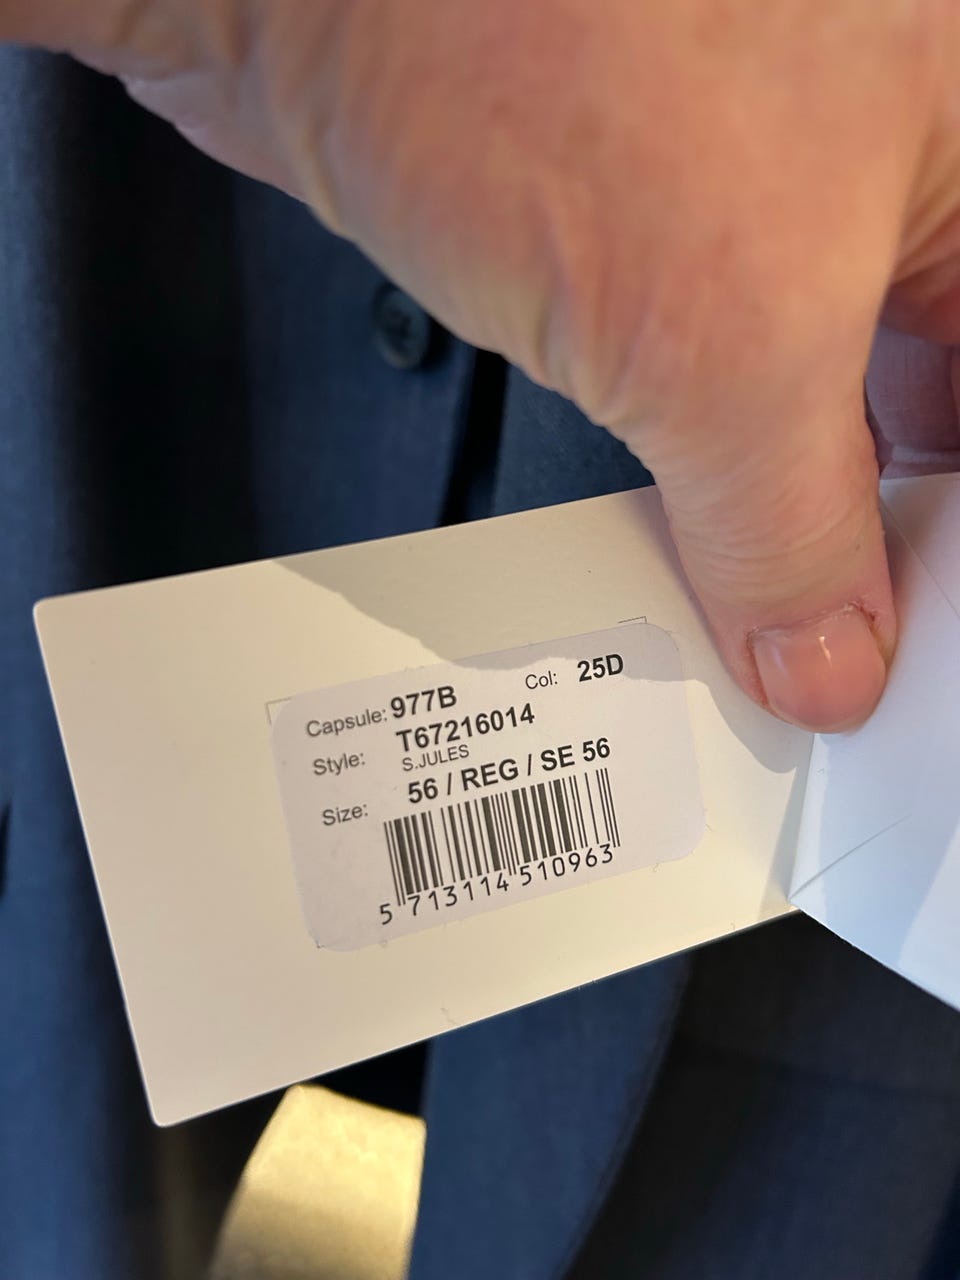 Capsule: 977B Col: 25D
Style: T67216014
S.JULES
Size: 56 / REG / SE 56
5 713114 510963